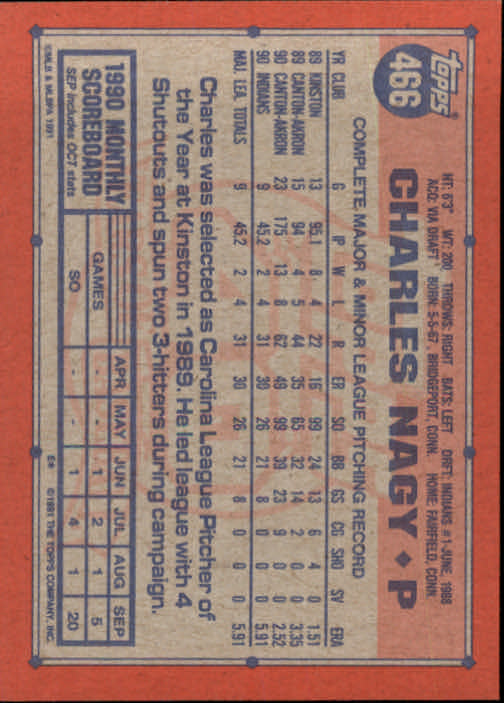 topps®
466
HT: 6'3" WT: 200 THROWS: RIGHT BATS: LEFT DRFT: INDIANS #1-JUNE, 1988
ACQ: VIA DRAFT BORN: 5-5-67, BRIDGEPORT, CONN. HOME: FAIRFIELD, CONN.
CHARLES NAGY ♦ P
COMPLETE MAJOR & MINOR LEAGUE PITCHING RECORD
YR CLUB G IP W L R ER SO BB GS CG SHO SV ERA
89 KINSTON 13 95.1 8 4 22 16 99 24 13 6 4 0 1.51
89 CANTON-AKRON 15 94 4 5 44 35 65 32 14 2 0 0 3.35
90 CANTON-AKRON 23 175 13 8 62 49 99 39 23 9 0 0 2.52
90 INDIANS 9 45.2 2 4 31 30 26 21 8 0 0 0 5.91
MAJ. LEA. TOTALS 9 45.2 2 4 31 30 26 21 8 0 0 0 5.91
Charles was selected as Carolina League Pitcher of
the Year at Kinston in 1989. He led league with 4
Shutouts and spun two 3-hitters during campaign.
1990 MONTHLY
SCOREBOARD
SEP includes OCT stats
APR MAY JUN JUL AUG SEP
GAMES - - 1 2 1 5
SO - - 1 4 1 20
©MLB & MLBPA 1991
E* ©1991 THE TOPPS COMPANY, INC.